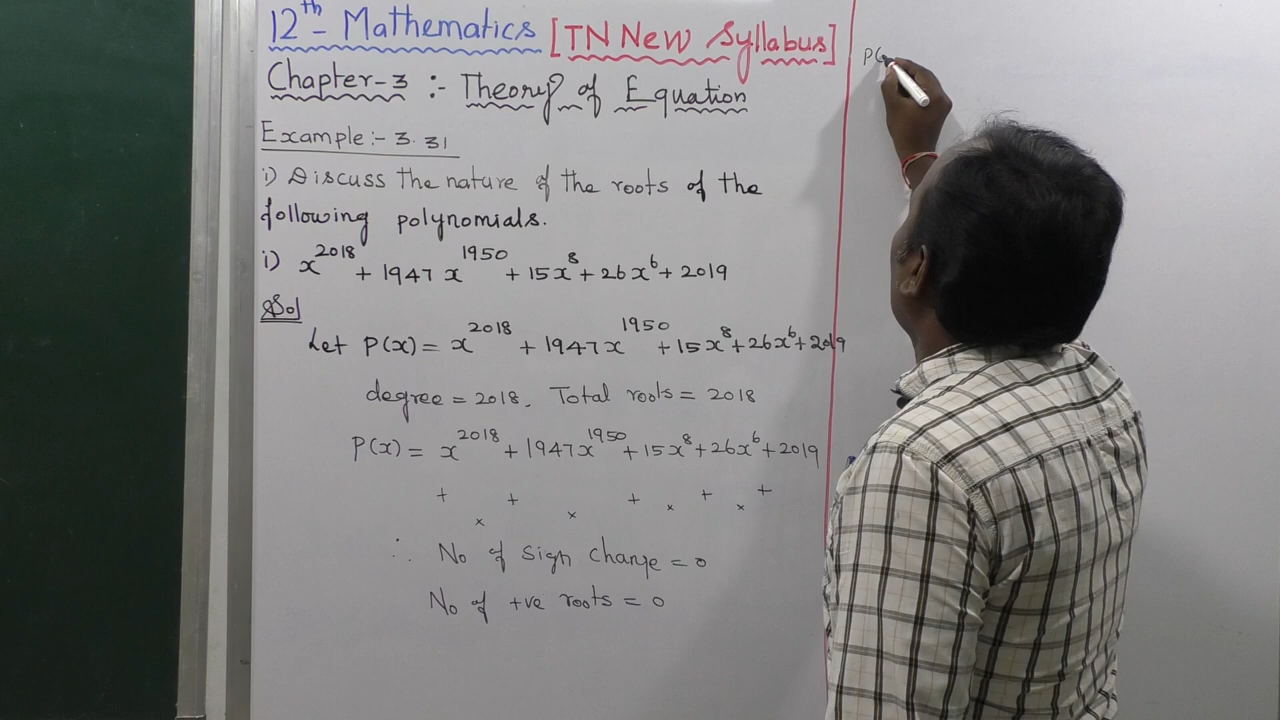 12th - Mathematics [TN New Syllabus]
Chapter-3 :- Theory of Equation
Example:- 3.31
i) Discuss the nature of the roots of the
following polynomials.
i) x^2018 + 1947x^1950 + 15x^8 + 26x^6 + 2019
Sol
Let P(x) = x^2018 + 1947x^1950 + 15x^8 + 26x^6 + 2019
degree = 2018. Total roots = 2018
P(x) = x^2018 + 1947x^1950 + 15x^8 + 26x^6 + 2019
+ + + + +
x x x x
∴ No of sign change = 0
No of +ve roots = 0
P(